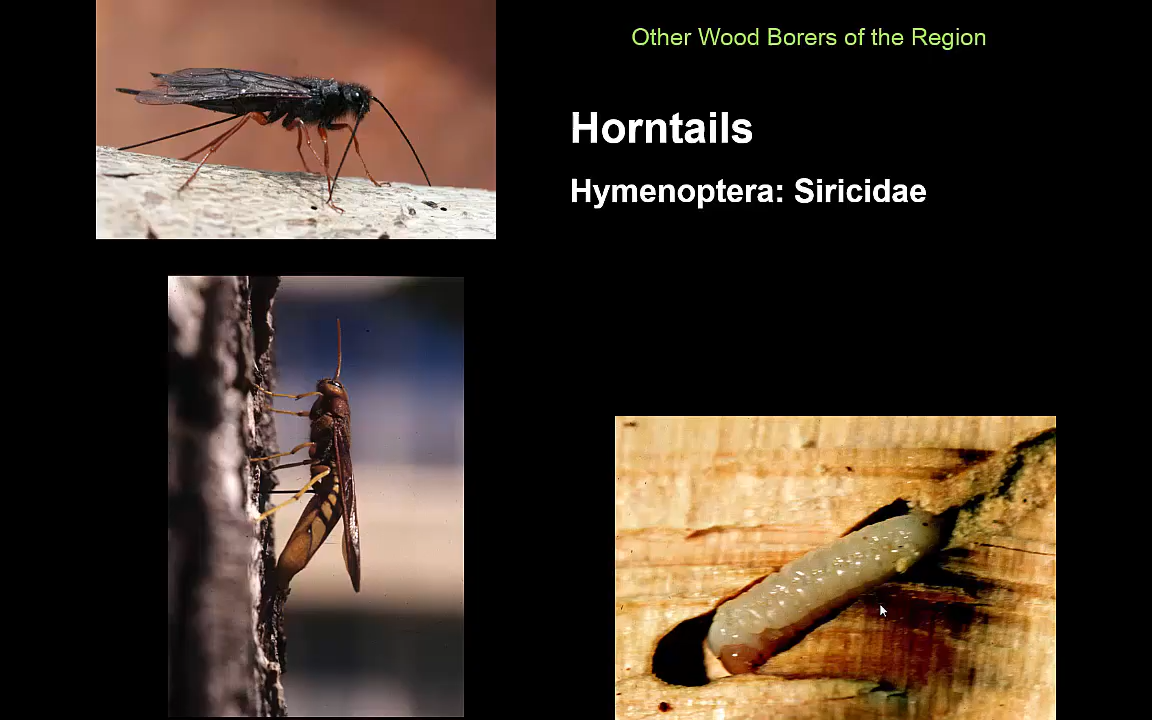 Other Wood Borers of the Region
Horntails
Hymenoptera: Siricidae